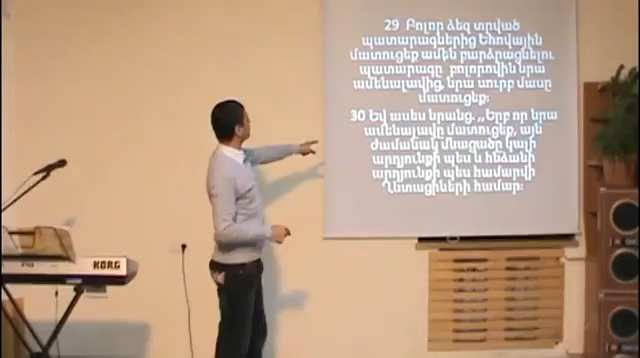 29 Բոլոր ձեզ տրված
պատարագներից Եհովային
մատուցեք ամեն բարձրացնելու
պատարագը բոլորովին նրա
ամենալավից, նրա սուրբ մասը
մատուցեք։
30 Եվ ասես նրանց. ,,Երբ որ նրա
ամենալավը մատուցեք, այն
ժամանակ մնացածը կալի
արդյունքի պես և հնձանի
արդյունքի պես համարվի
Ղևտացիների համար։
KORG